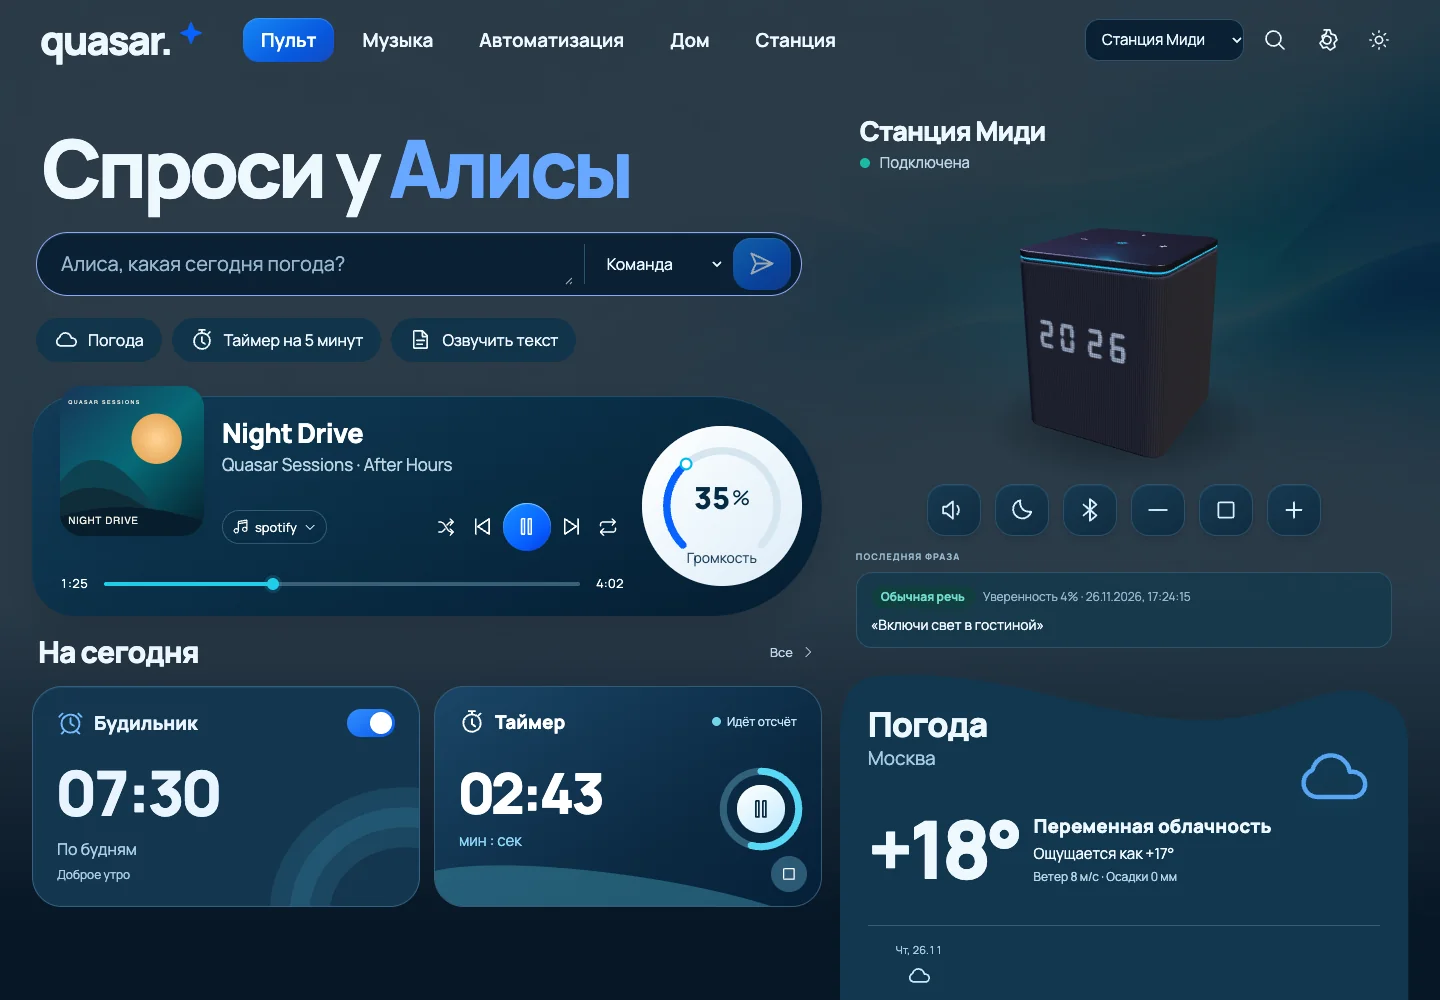 quasar.
Пульт
Музыка
Автоматизация
Дом
Станция
Станция Миди
Спроси у Алисы
Алиса, какая сегодня погода?
Команда
Погода
Таймер на 5 минут
Озвучить текст
QUASAR SESSIONS
NIGHT DRIVE
Night Drive
Quasar Sessions · After Hours
spotify
1:25
4:02
35%
Громкость
На сегодня
Все
Будильник
07:30
По будням
Доброе утро
Таймер
Идёт отсчёт
02:43
мин : сек
Станция Миди
Подключена
20 26
ПОСЛЕДНЯЯ ФРАЗА
Обычная речь
Уверенность 4% · 26.11.2026, 17:24:15
«Включи свет в гостиной»
Погода
Москва
+18°
Переменная облачность
Ощущается как +17°
Ветер 8 м/с · Осадки 0 мм
Чт, 26.11